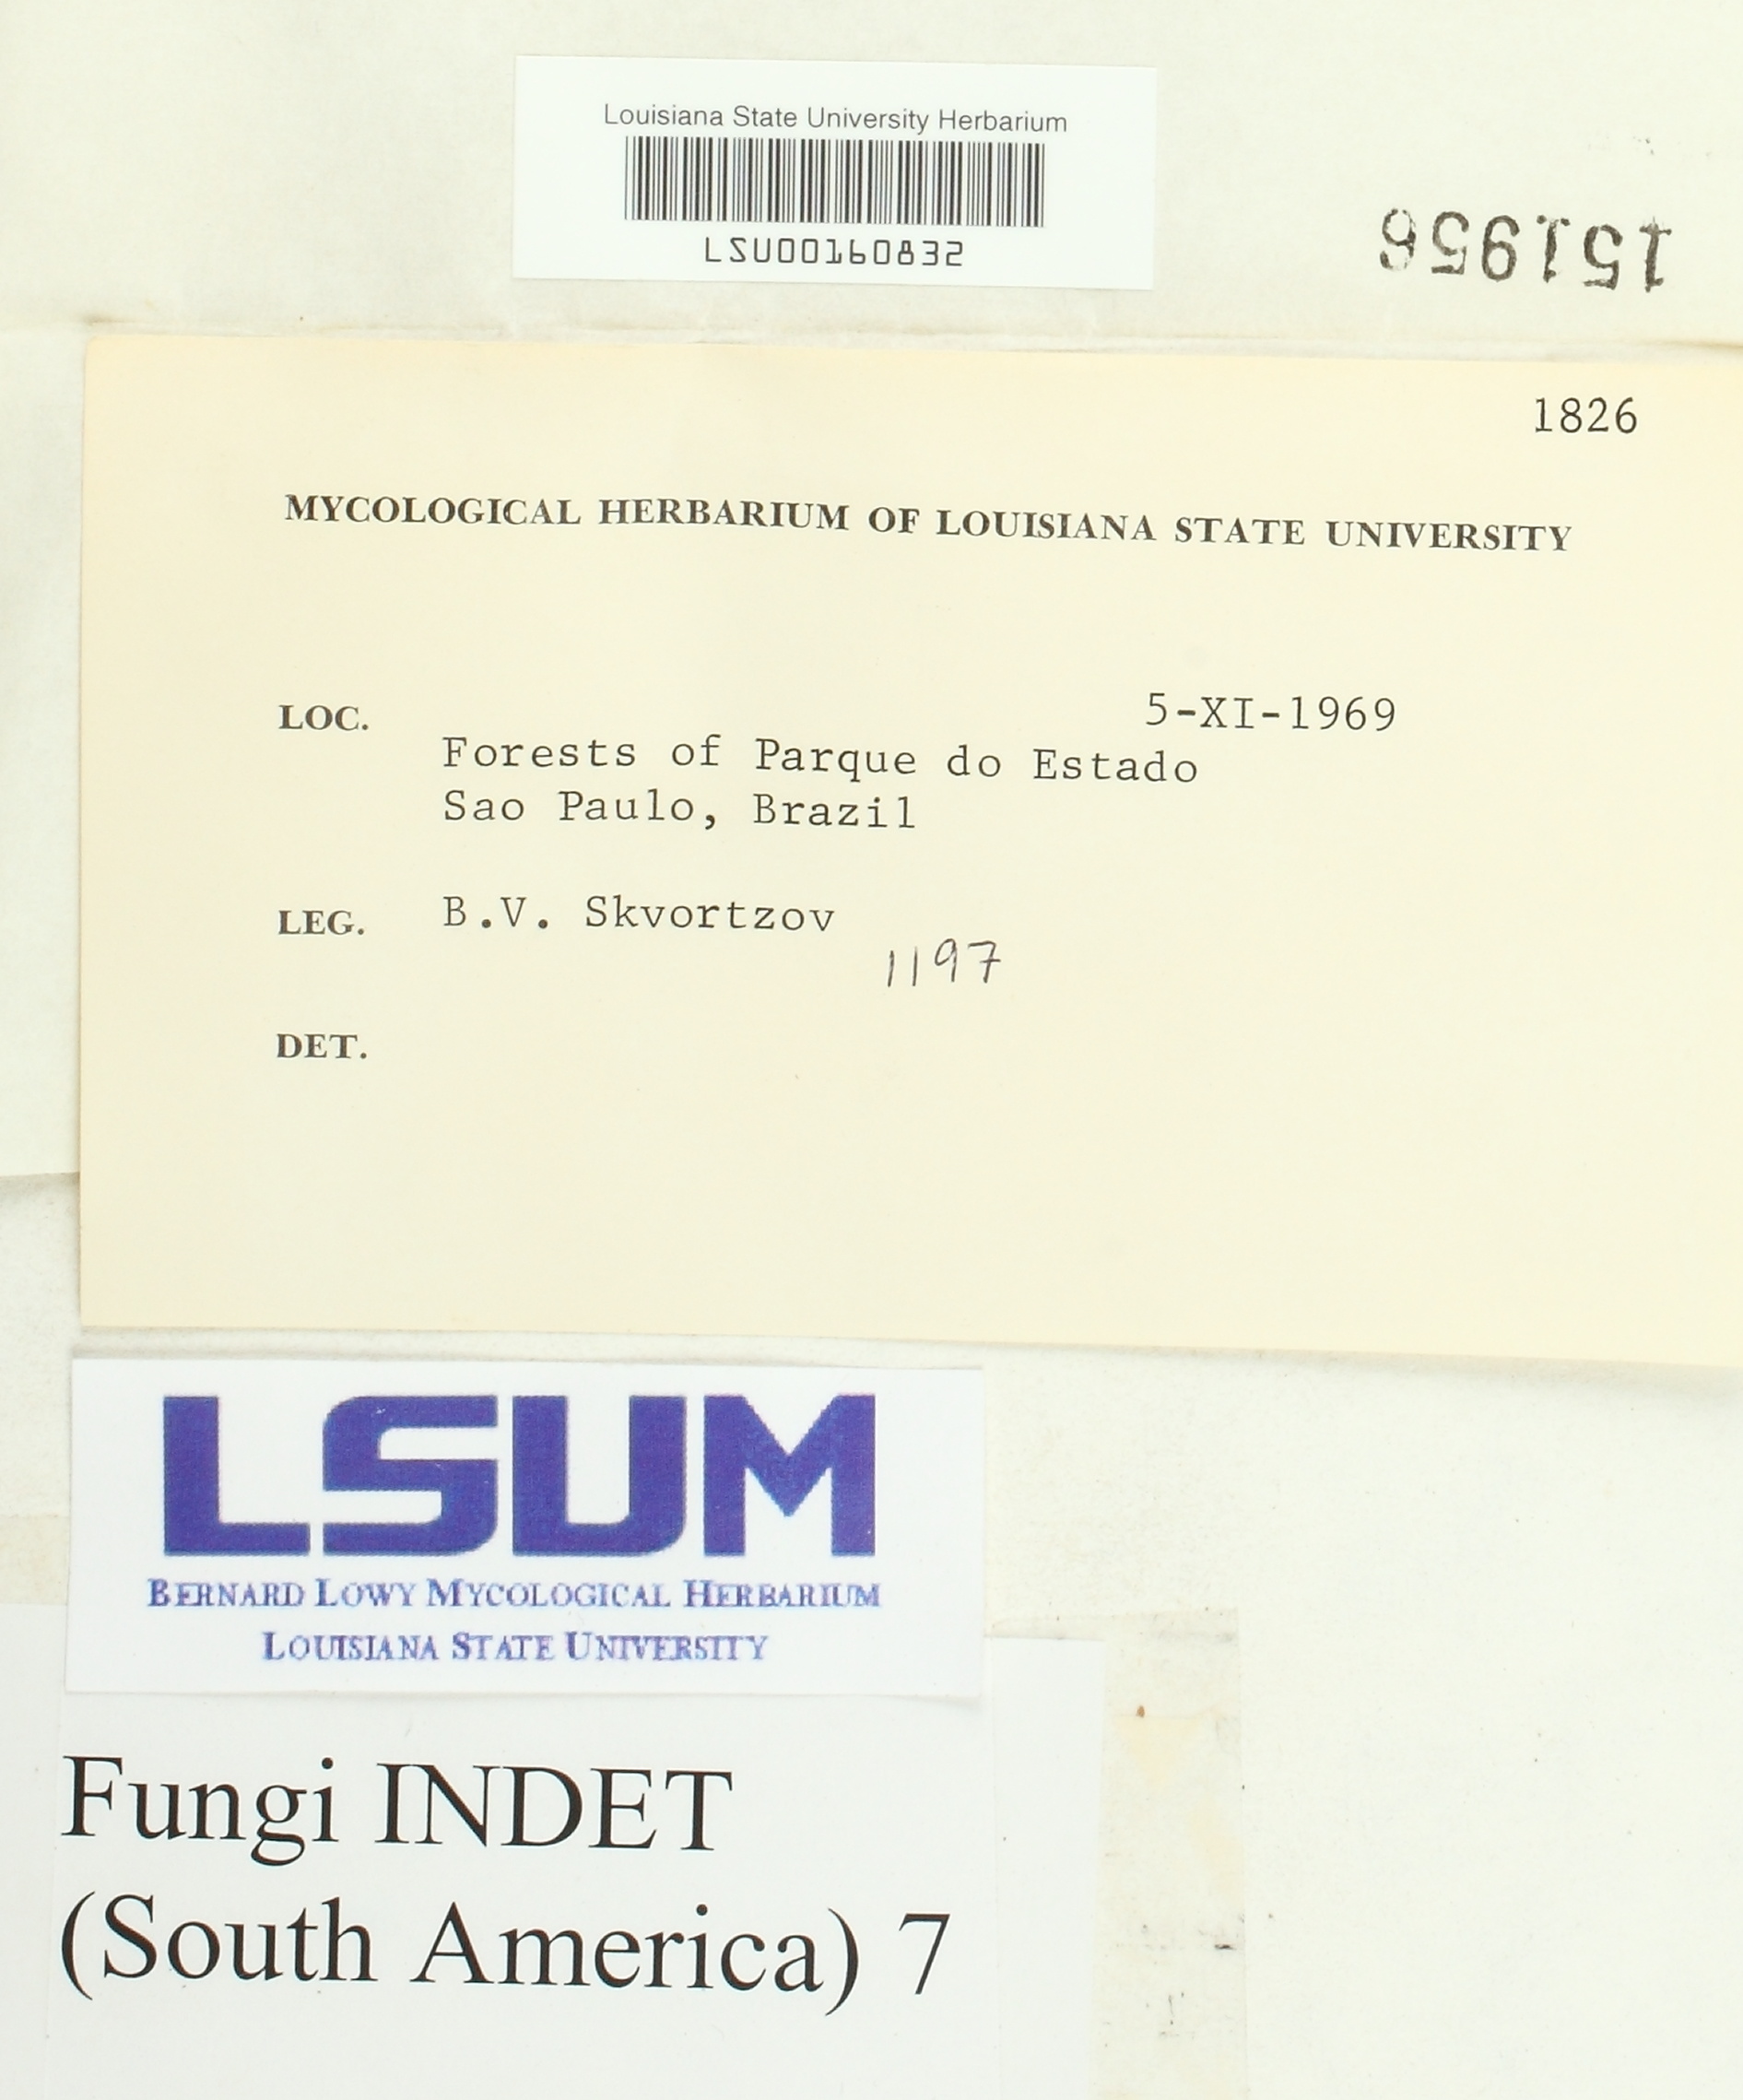 Louisiana State University Herbarium
LSU00160832
151956
1826
MYCOLOGICAL HERBARIUM OF LOUISIANA STATE UNIVERSITY
LOC. 5-XI-1969
Forests of Parque do Estado
Sao Paulo, Brazil
LEG. B.V. Skvortzov
1197
DET.
LSUM
BERNARD LOWY MYCOLOGICAL HERBARIUM
LOUISIANA STATE UNIVERSITY
Fungi INDET
(South America) 7